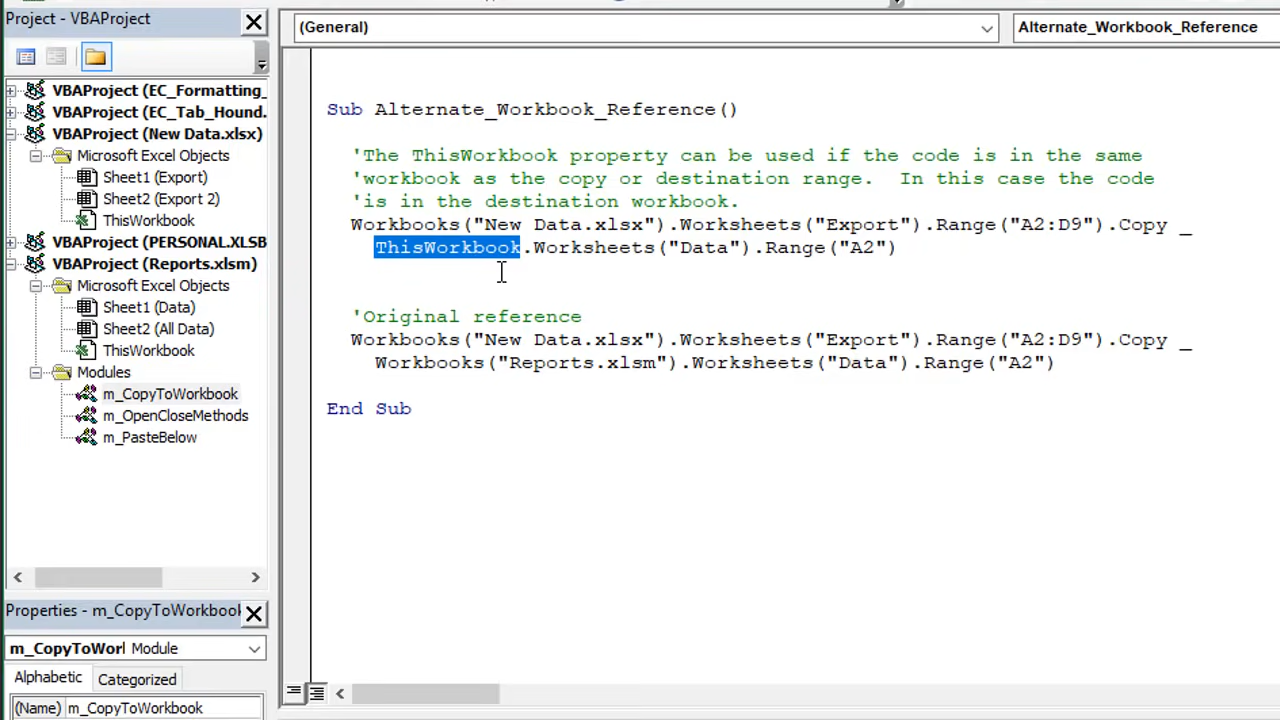 Project - VBAProject
VBAProject (EC_Formatting_
VBAProject (EC_Tab_Hound.
VBAProject (New Data.xlsx)
Microsoft Excel Objects
Sheet1 (Export)
Sheet2 (Export 2)
ThisWorkbook
VBAProject (PERSONAL.XLSB
VBAProject (Reports.xlsm)
Microsoft Excel Objects
Sheet1 (Data)
Sheet2 (All Data)
ThisWorkbook
Modules
m_CopyToWorkbook
m_OpenCloseMethods
m_PasteBelow
Properties - m_CopyToWorkbook
m_CopyToWorl Module
Alphabetic Categorized
(Name) m_CopyToWorkbook
(General) Alternate_Workbook_Reference
Sub Alternate_Workbook_Reference()
'The ThisWorkbook property can be used if the code is in the same
'workbook as the copy or destination range.  In this case the code
'is in the destination workbook.
Workbooks("New Data.xlsx").Worksheets("Export").Range("A2:D9").Copy _
ThisWorkbook.Worksheets("Data").Range("A2")
'Original reference
Workbooks("New Data.xlsx").Worksheets("Export").Range("A2:D9").Copy _
Workbooks("Reports.xlsm").Worksheets("Data").Range("A2")
End Sub